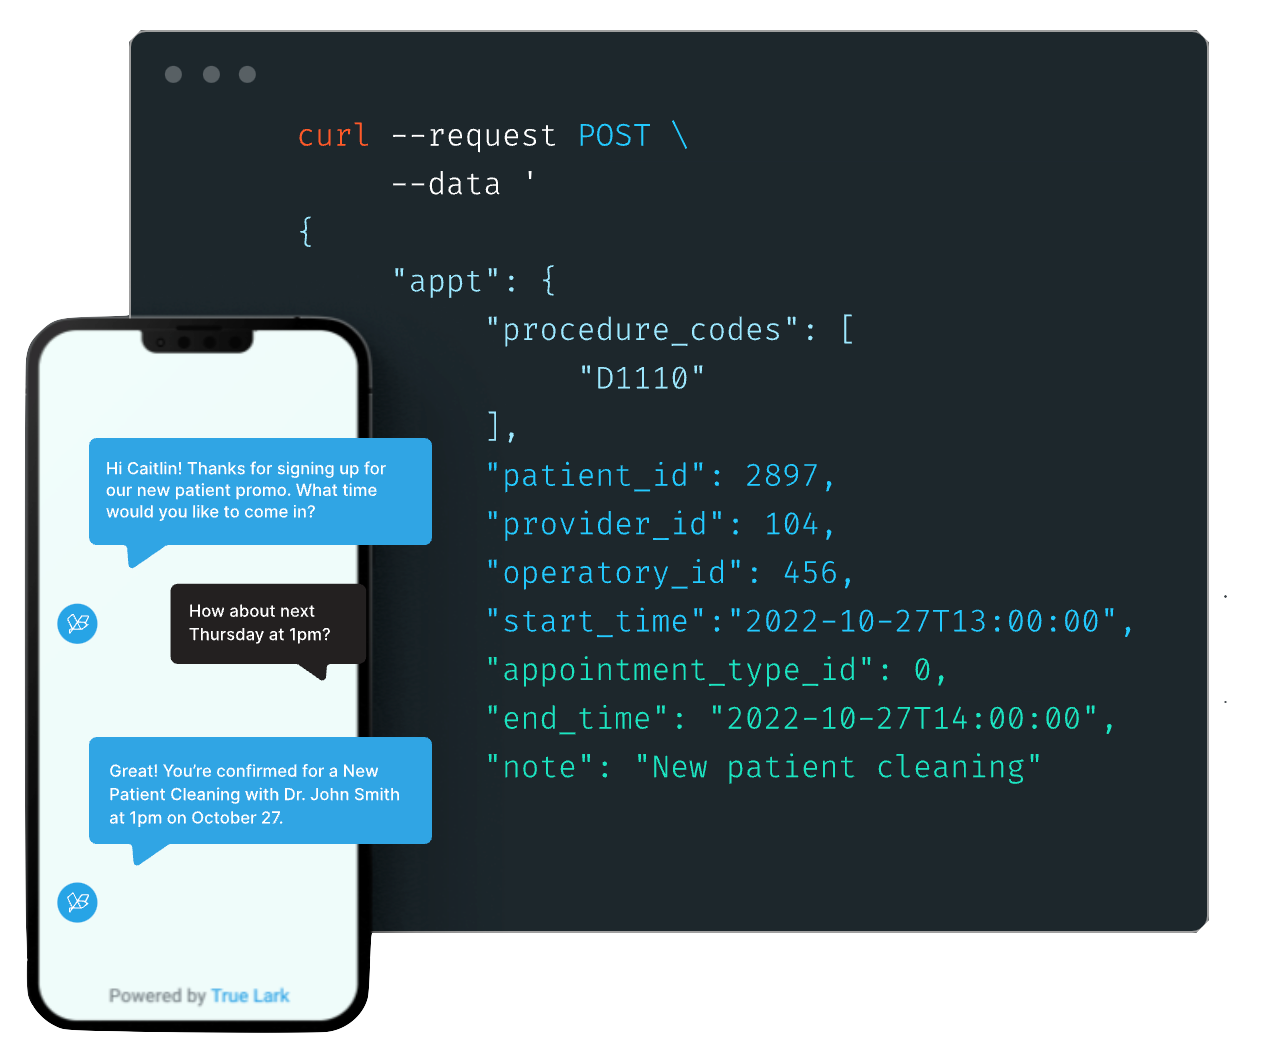 curl --request POST \
--data '
{
"appt": {
"procedure_codes": [
"D1110"
],
"patient_id": 2897,
"provider_id": 104,
"operatory_id": 456,
"start_time":"2022-10-27T13:00:00",
"appointment_type_id": 0,
"end_time": "2022-10-27T14:00:00",
"note": "New patient cleaning"
Hi Caitlin! Thanks for signing up for
our new patient promo. What time
would you like to come in?
How about next
Thursday at 1pm?
Great! You’re confirmed for a New
Patient Cleaning with Dr. John Smith
at 1pm on October 27.
Powered by True Lark